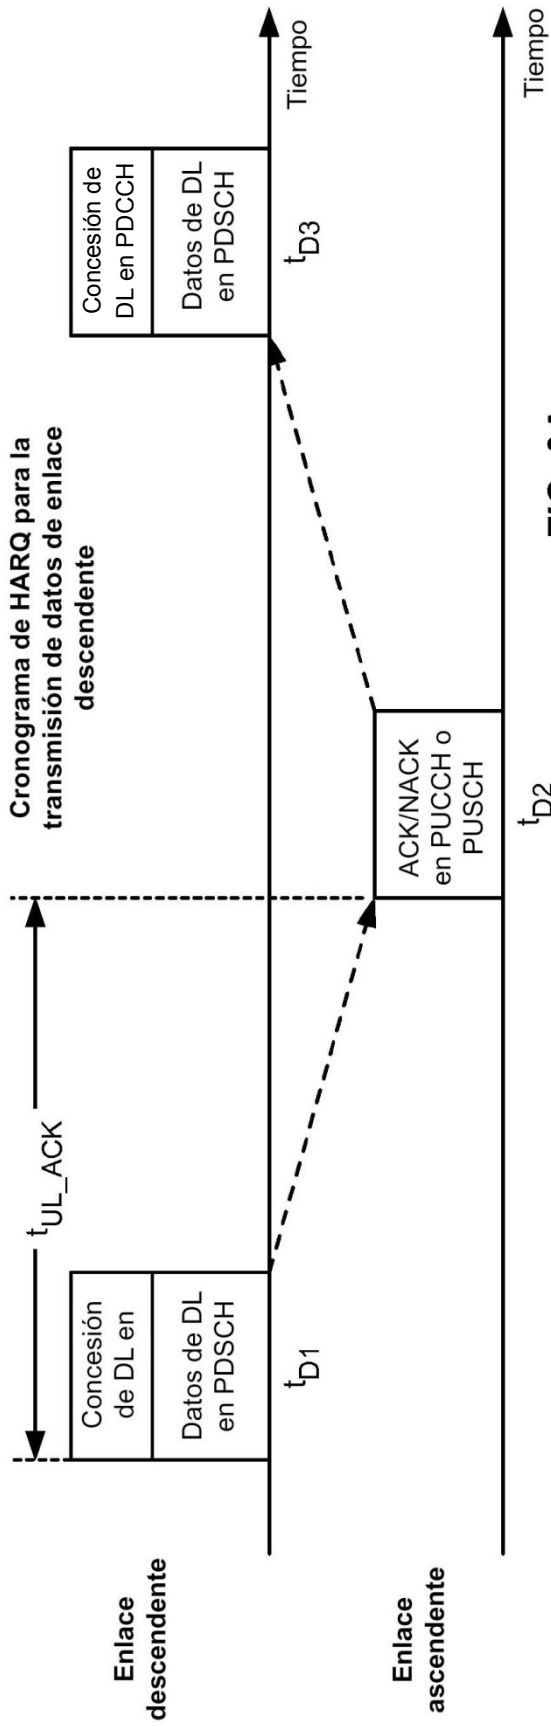 Cronograma de HARQ para la
transmisión de datos de enlace
descendente
t_UL_ACK
Enlace
descendente
Concesión
de DL en
Datos de DL
en PDSCH
Concesión de
DL en PDCCH
Datos de DL
en PDSCH
t_D1
t_D3
Tiempo
Enlace
ascendente
ACK/NACK
en PUCCH o
PUSCH
t_D2
Tiempo